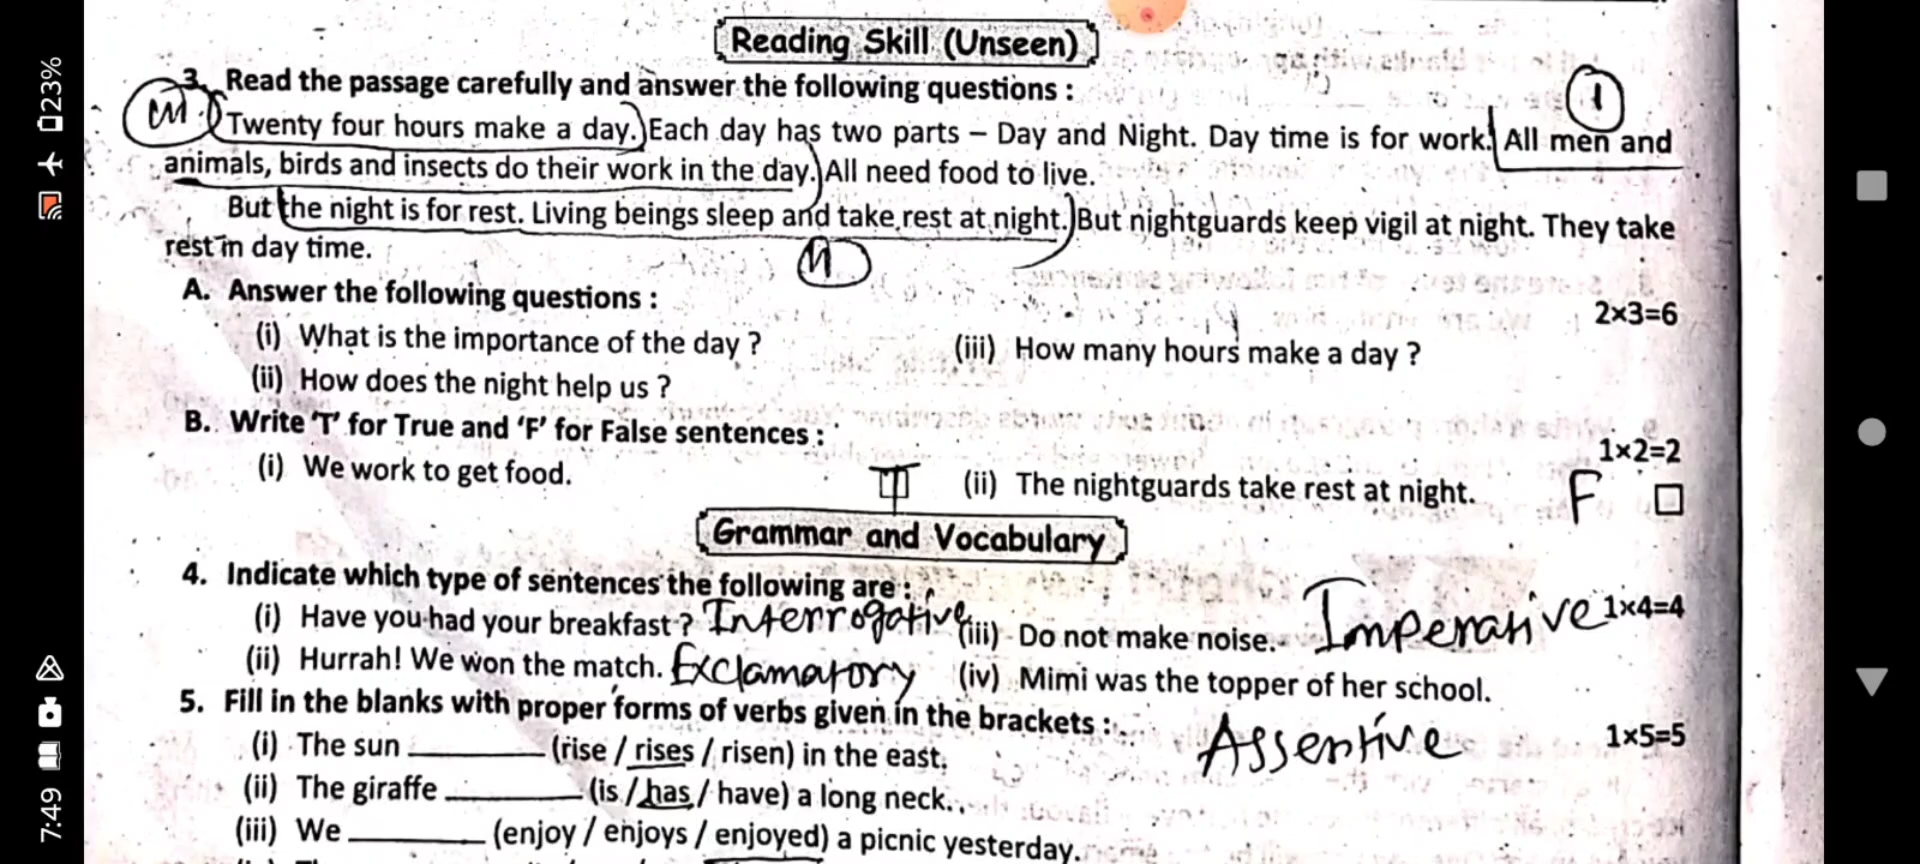 Reading Skill (Unseen)
3. Read the passage carefully and answer the following questions :
1
Twenty four hours make a day. Each day has two parts – Day and Night. Day time is for work. All men and
animals, birds and insects do their work in the day. All need food to live.
But the night is for rest. Living beings sleep and take rest at night. But nightguards keep vigil at night. They take
rest in day time.
A. Answer the following questions :
2×3=6
(i) What is the importance of the day ? (iii) How many hours make a day ?
(ii) How does the night help us ?
B. Write 'T' for True and 'F' for False sentences :
1×2=2
(i) We work to get food. T (ii) The nightguards take rest at night. F
Grammar and Vocabulary
4. Indicate which type of sentences the following are :
1×4=4
(i) Have you had your breakfast ? Interrogative (iii) Do not make noise. Imperative
(ii) Hurrah! We won the match. Exclamatory (iv) Mimi was the topper of her school.
Assertive
5. Fill in the blanks with proper forms of verbs given in the brackets :
1×5=5
(i) The sun ________ (rise / rises / risen) in the east.
(ii) The giraffe ________ (is / has / have) a long neck.
(iii) We ________ (enjoy / enjoys / enjoyed) a picnic yesterday.
23%
7:49